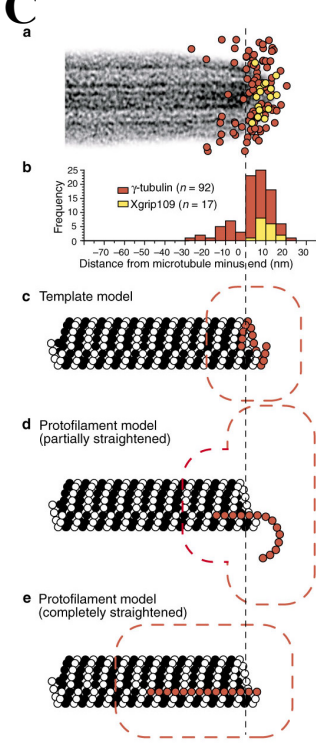 C
a
b
Frequency
25
20
15
10
5
0
γ-tubulin (n = 92)
Xgrip109 (n = 17)
–70 –60 –50 –40 –30 –20 –10 0 10 20 30
Distance from microtubule minus end (nm)
c Template model
d Protofilament model
(partially straightened)
e Protofilament model
(completely straightened)